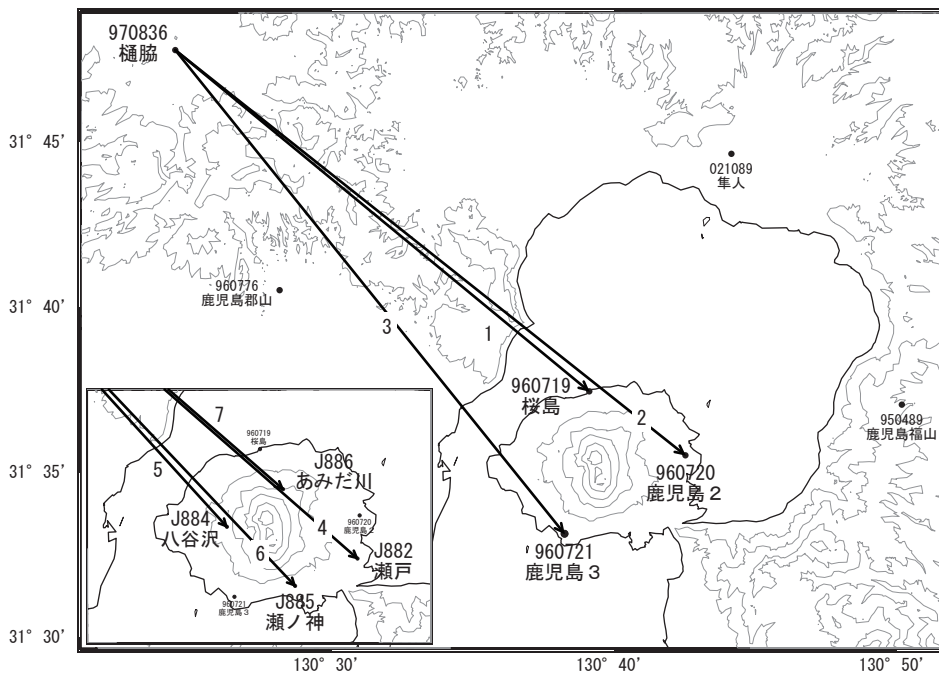 970836
樋脇
31° 45’
021089
隼人
960776
鹿児島郡山
31° 40’
3
1
960719
桜島
2
950489
鹿児島福山
960720
鹿児島２
31° 35’
960721
鹿児島３
31° 30’
7
960719
桜島
5
J886
あみだ川
J884
八谷沢
960720
鹿児島２
4
J882
瀬戸
6
960721
鹿児島３
J885
瀬ノ神
130° 30’
130° 40’
130° 50’